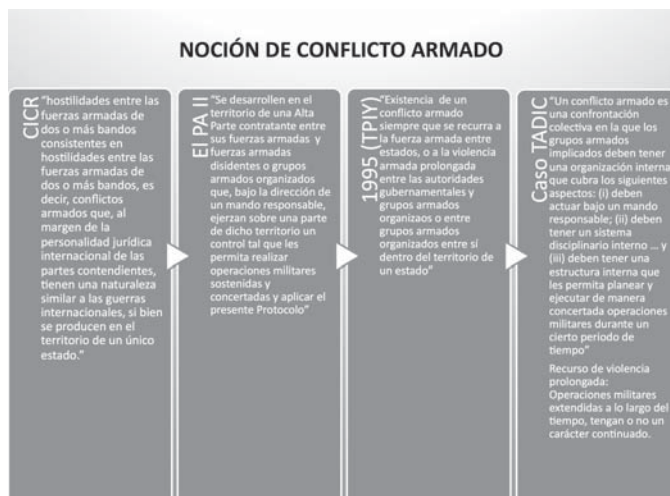 NOCIÓN DE CONFLICTO ARMADO
CICR
“hostilidades entre las
fuerzas armadas de
dos o más bandos
consistentes en
hostilidades entre las
fuerzas armadas de
dos o más bandos, es
decir, conflictos
armados que, al
margen de la
personalidad jurídica
internacional de las
partes contendientes,
tienen una naturaleza
similar a las guerras
internacionales, si bien
se producen en el
territorio de un único
estado.”
El PA II
“Se desarrollen en el
territorio de una Alta
Parte contratante entre
sus fuerzas armadas y
fuerzas armadas
disidentes o grupos
armados organizados
que, bajo la dirección de
un mando responsable,
ejerzan sobre una parte
de dicho territorio un
control tal que les
permita realizar
operaciones militares
sostenidas y
concertadas y aplicar el
presente Protocolo”
1995 (TPIY)
“Existencia de un
conflicto armado
siempre que se recurra a
la fuerza armada entre
estados, o a la violencia
armada prolongada
entre las autoridades
gubernamentales y
grupos armados
organizaos o entre
grupos armados
organizados entre sí
dentro del territorio de
un estado”
Caso TADIC
“Un conflicto armado es
una confrontación
colectiva en la que los
grupos armados
implicados deben tener
una organización interna
que cubra los siguientes
aspectos: (i) deben
actuar bajo un mando
responsable; (ii) deben
tener un sistema
disciplinario interno ... y
(iii) deben tener una
estructura interna que
les permita planear y
ejecutar de manera
concertada operaciones
militares durante un
cierto periodo de
tiempo”
Recurso de violencia
prolongada:
Operaciones militares
extendidas a lo largo del
tiempo, tengan o no un
carácter continuado.